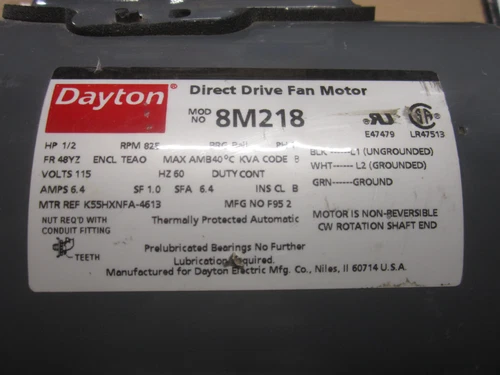 Dayton®
Direct Drive Fan Motor
MOD NO 8M218
E47479 LR47513
HP 1/2 RPM 825 PH 1
FR 48YZ ENCL TEAO MAX AMB 40°C KVA CODE B
VOLTS 115 HZ 60 DUTY CONT
AMPS 6.4 SF 1.0 SFA 6.4 INS CL B
MTR REF K55HXNFA-4613 MFG NO F95 2
NUT REQ'D WITH
CONDUIT FITTING
TEETH
Thermally Protected Automatic
Prelubricated Bearings No Further
Lubrication Required.
Manufactured for Dayton Electric Mfg. Co., Niles, Il 60714 U.S.A.
BLK------L1 (UNGROUNDED)
WHT------L2 (GROUNDED)
GRN------GROUND
MOTOR IS NON-REVERSIBLE
CW ROTATION SHAFT END